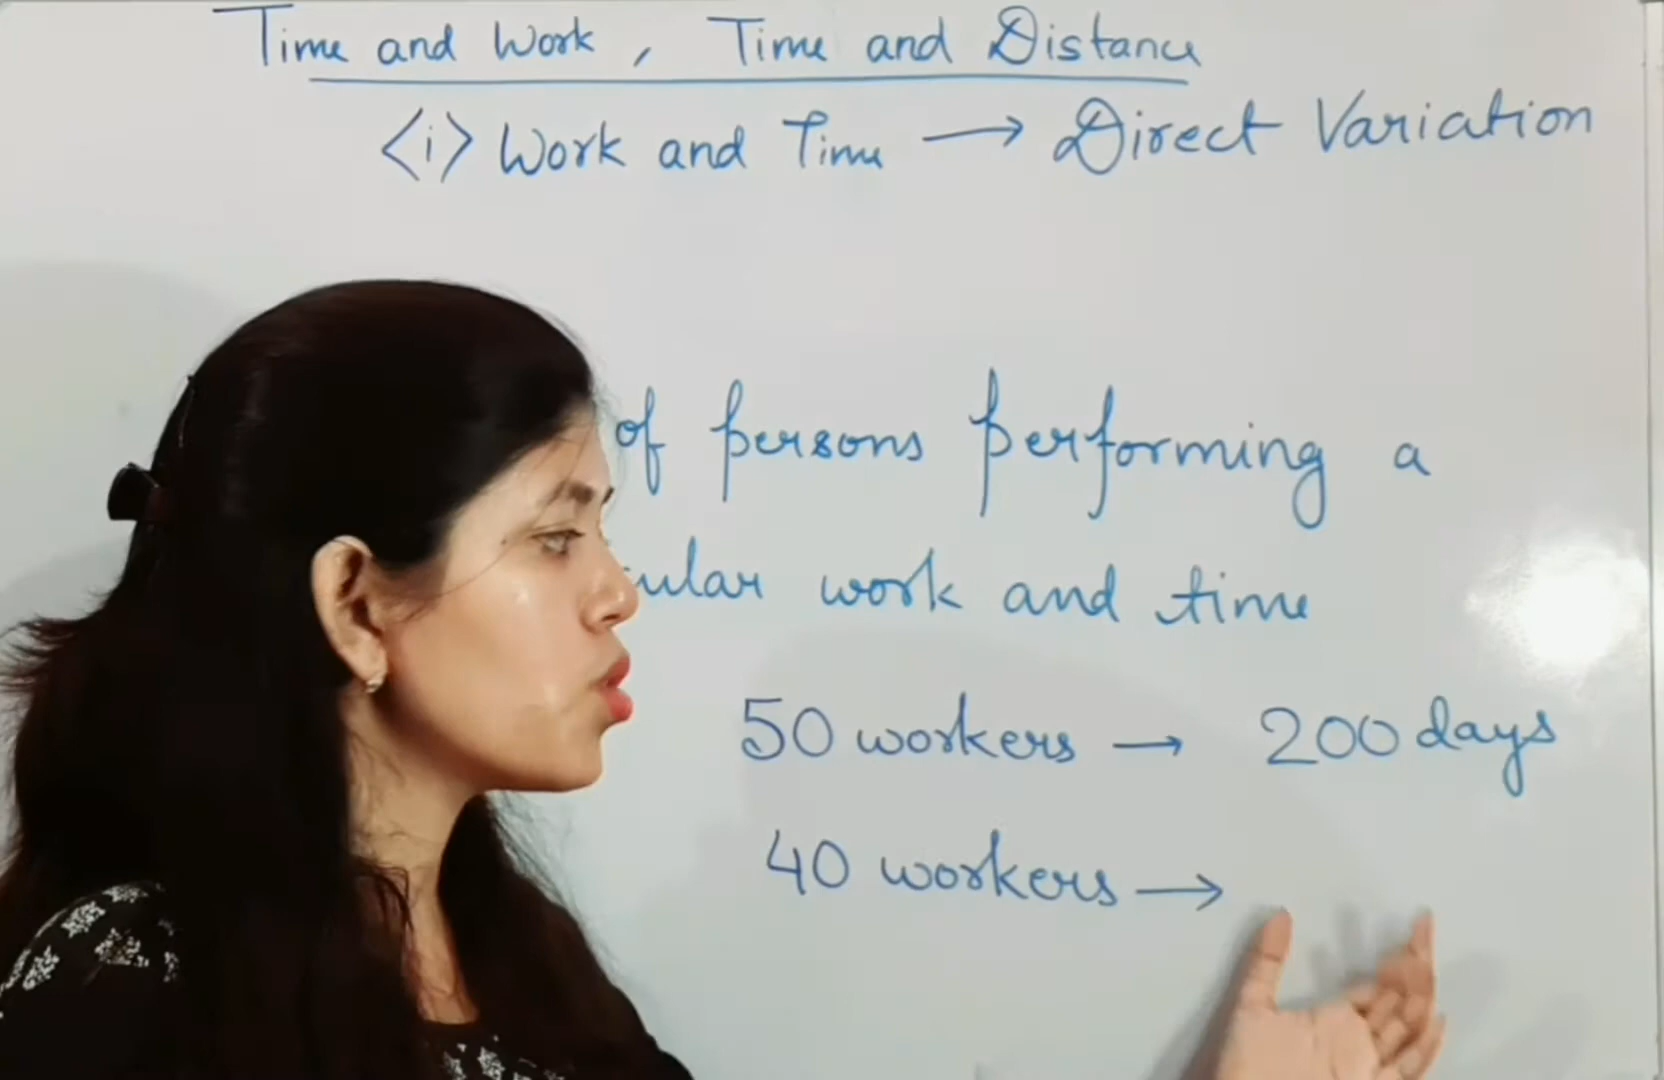 Time and Work, Time and Distance
<i> Work and Time → Direct Variation
of persons performing a
work and time
50 workers → 200 days
40 workers →